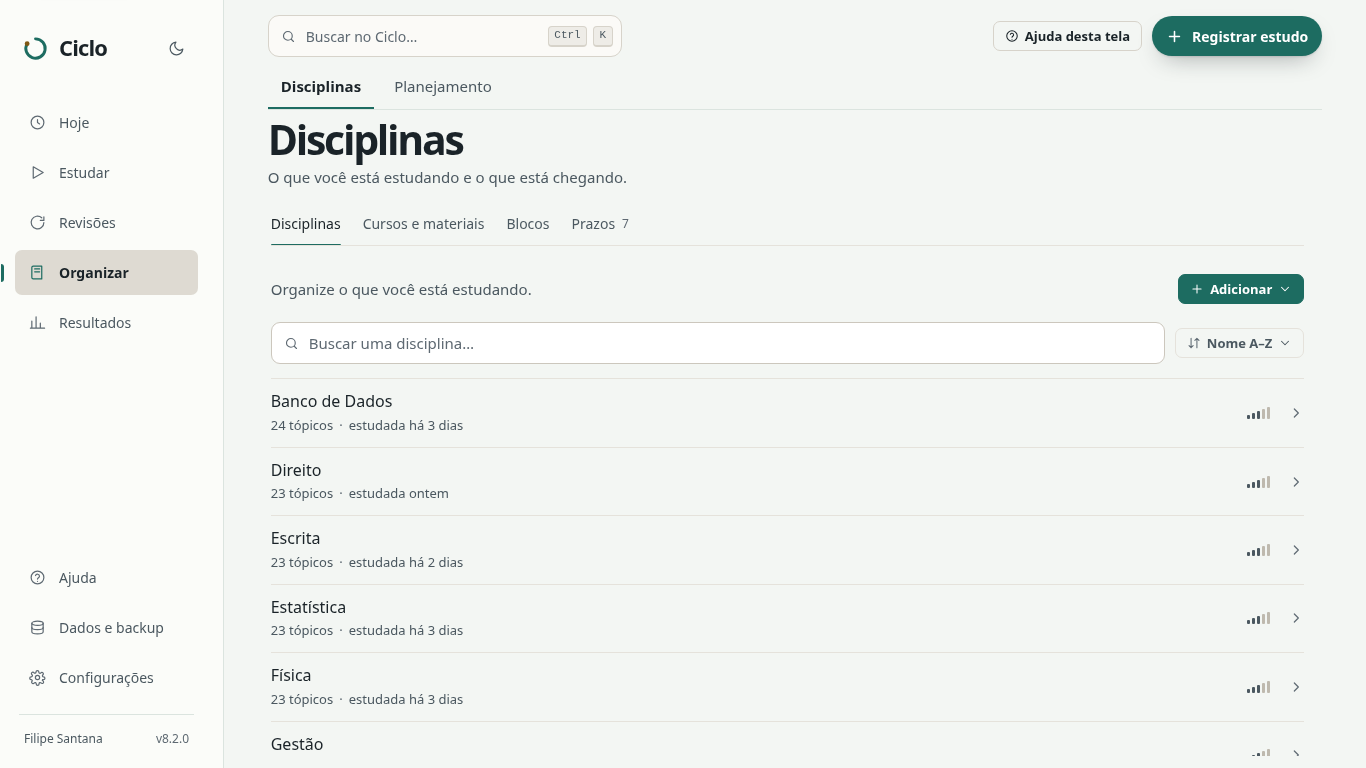 Ciclo
Hoje
Estudar
Revisões
Organizar
Resultados
Ajuda
Dados e backup
Configurações
Filipe Santana v8.2.0
Buscar no Ciclo... Ctrl K
Ajuda desta tela
Registrar estudo
Disciplinas Planejamento
Disciplinas
O que você está estudando e o que está chegando.
Disciplinas Cursos e materiais Blocos Prazos 7
Organize o que você está estudando.
Adicionar
Buscar uma disciplina...
Nome A–Z
Banco de Dados
24 tópicos · estudada há 3 dias
Direito
23 tópicos · estudada ontem
Escrita
23 tópicos · estudada há 2 dias
Estatística
23 tópicos · estudada há 3 dias
Física
23 tópicos · estudada há 3 dias
Gestão